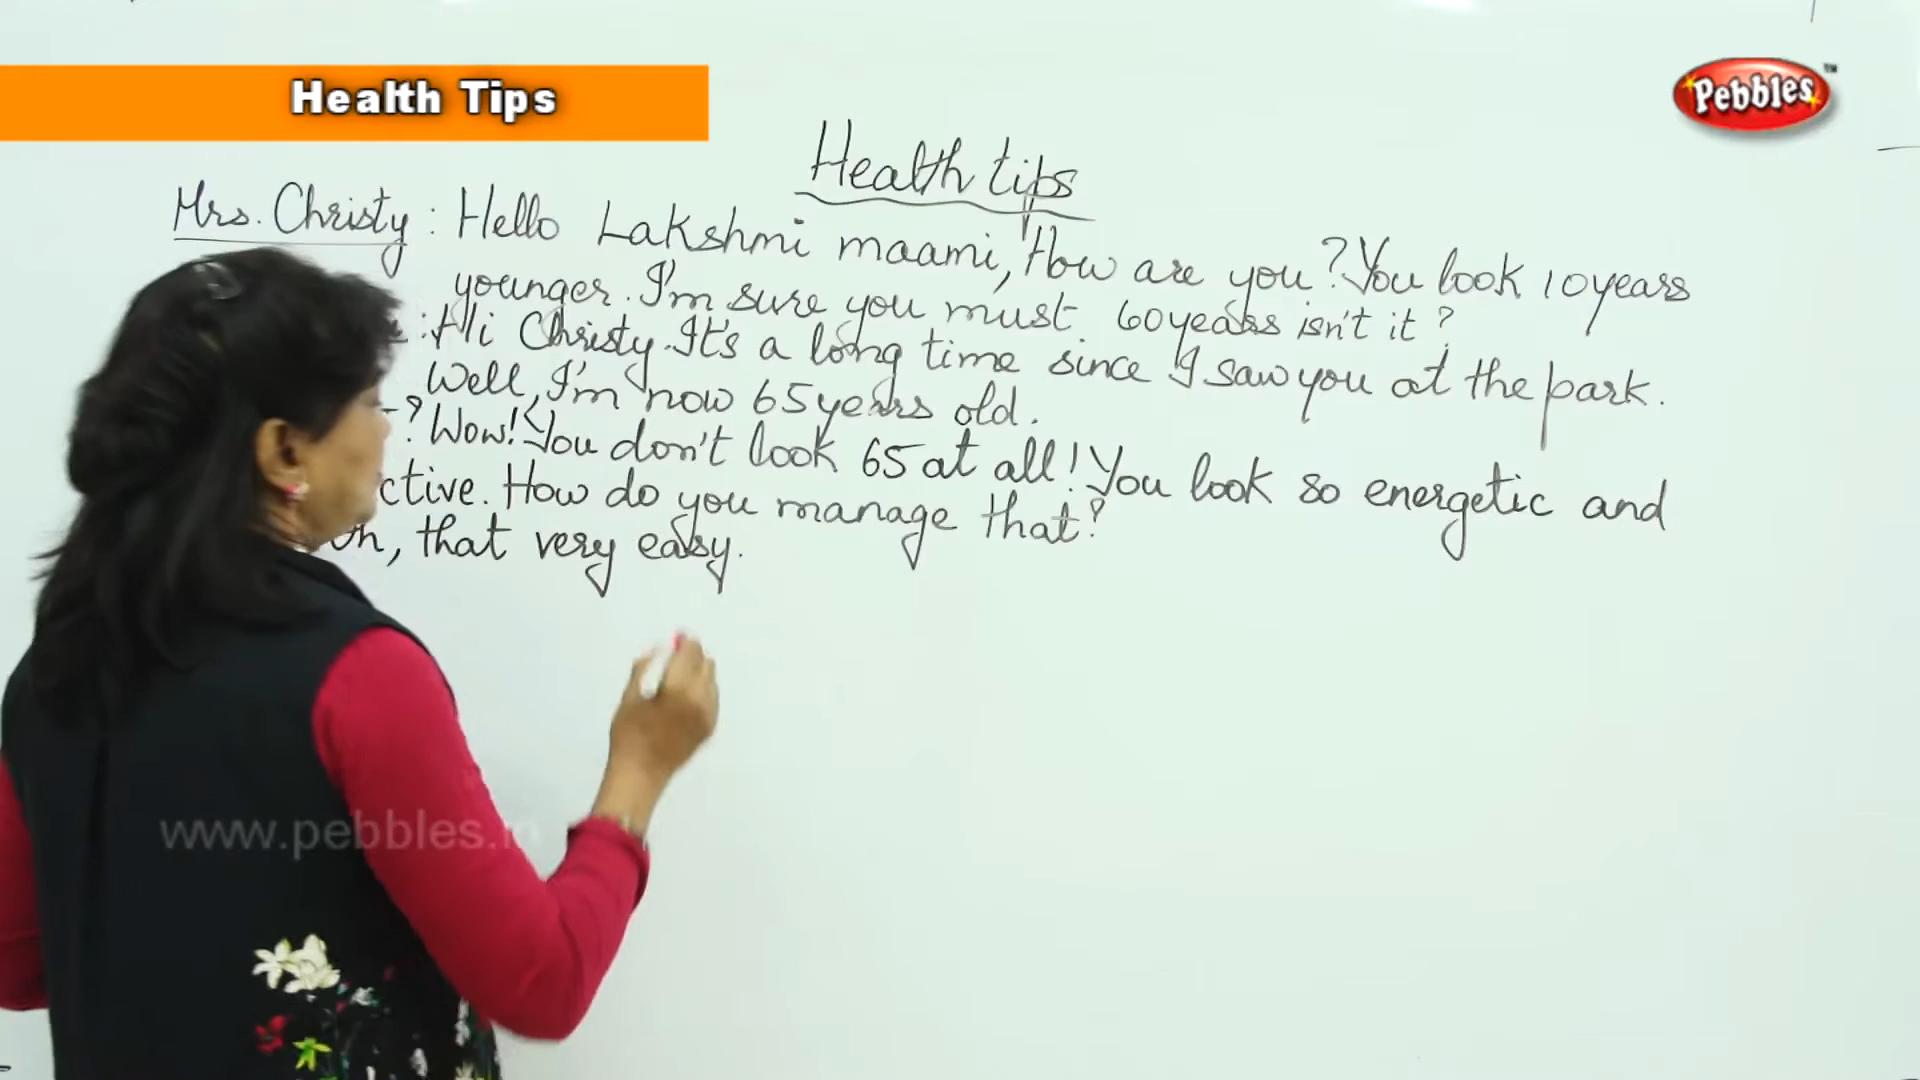 Health Tips
Pebbles
TM
Health tips
Mrs. Christy : Hello Lakshmi maami, How are you? You look 10 years
younger. I'm sure you must 60 years isn't it?
: Hi Christy. It's a long time since I saw you at the park.
Well, I'm now 65 years old.
? Wow! You don't look 65 at all! You look so energetic and
ctive. How do you manage that?
Oh, that very easy.
www.pebbles.in